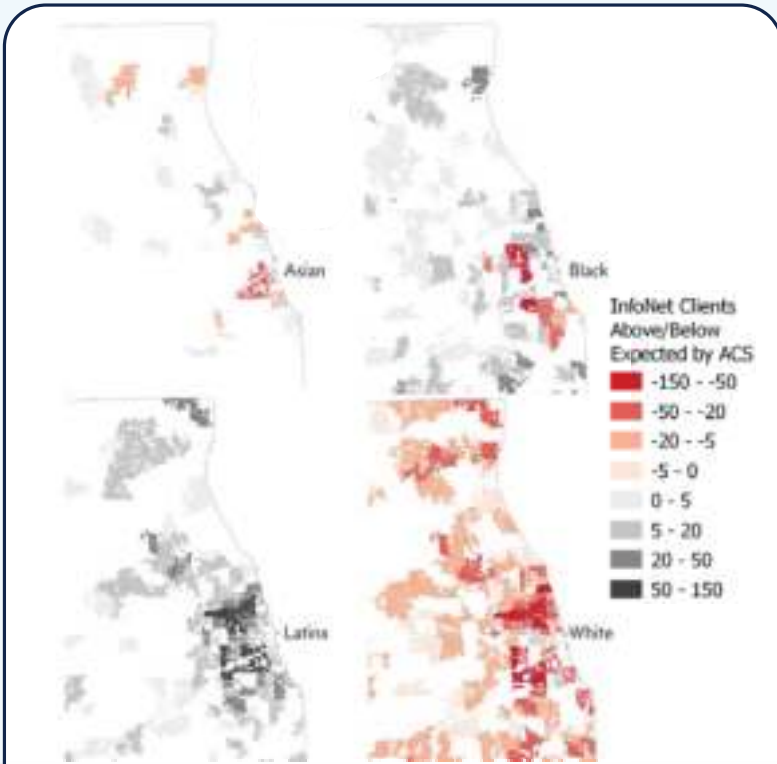 Asian
Black
InfoNet Clients
Above/Below
Expected by ACS
-150 - -50
-50 - -20
-20 - -5
-5 - 0
0 - 5
5 - 20
20 - 50
50 - 150
Latinx
White